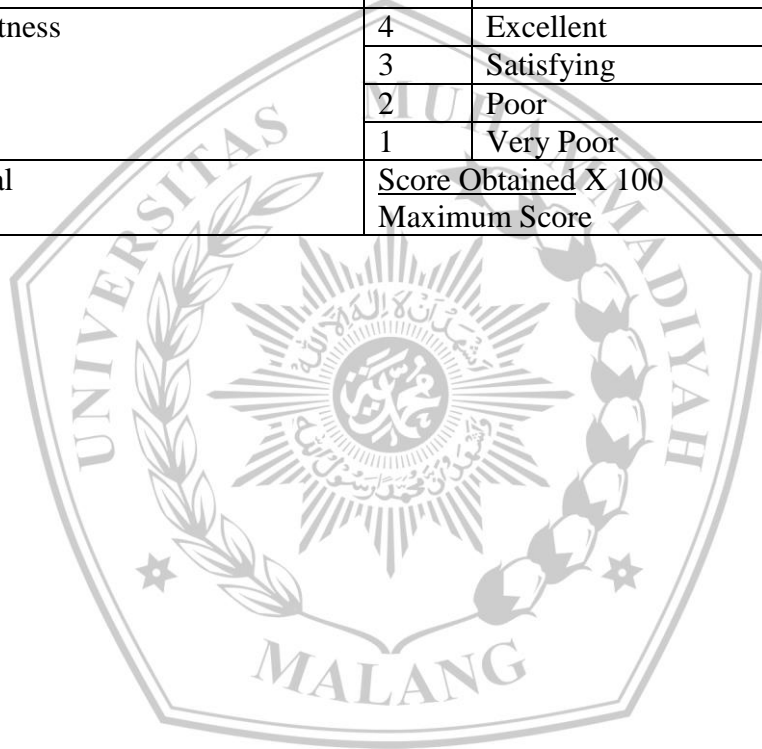 tness
4 Excellent
3 Satisfying
2 Poor
1 Very Poor
al
Score Obtained X 100
Maximum Score
UNIVERSITAS MUHAMMADIYAH
MALANG